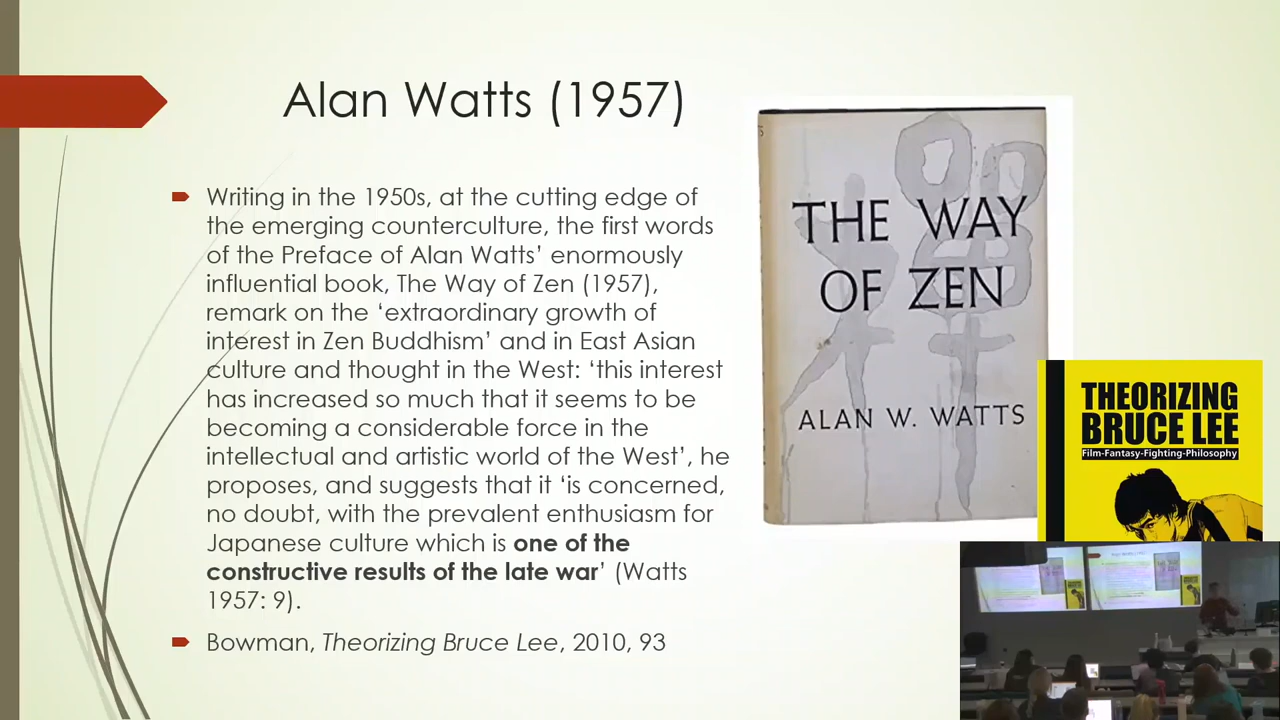 Alan Watts (1957)
Writing in the 1950s, at the cutting edge of
the emerging counterculture, the first words
of the Preface of Alan Watts’ enormously
influential book, The Way of Zen (1957),
remark on the ‘extraordinary growth of
interest in Zen Buddhism’ and in East Asian
culture and thought in the West: ‘this interest
has increased so much that it seems to be
becoming a considerable force in the
intellectual and artistic world of the West’, he
proposes, and suggests that it ‘is concerned,
no doubt, with the prevalent enthusiasm for
Japanese culture which is one of the
constructive results of the late war’ (Watts
1957: 9).
Bowman, Theorizing Bruce Lee, 2010, 93
THE WAY
OF ZEN
ALAN W. WATTS
THEORIZING
BRUCE LEE
Film-Fantasy-Fighting-Philosophy